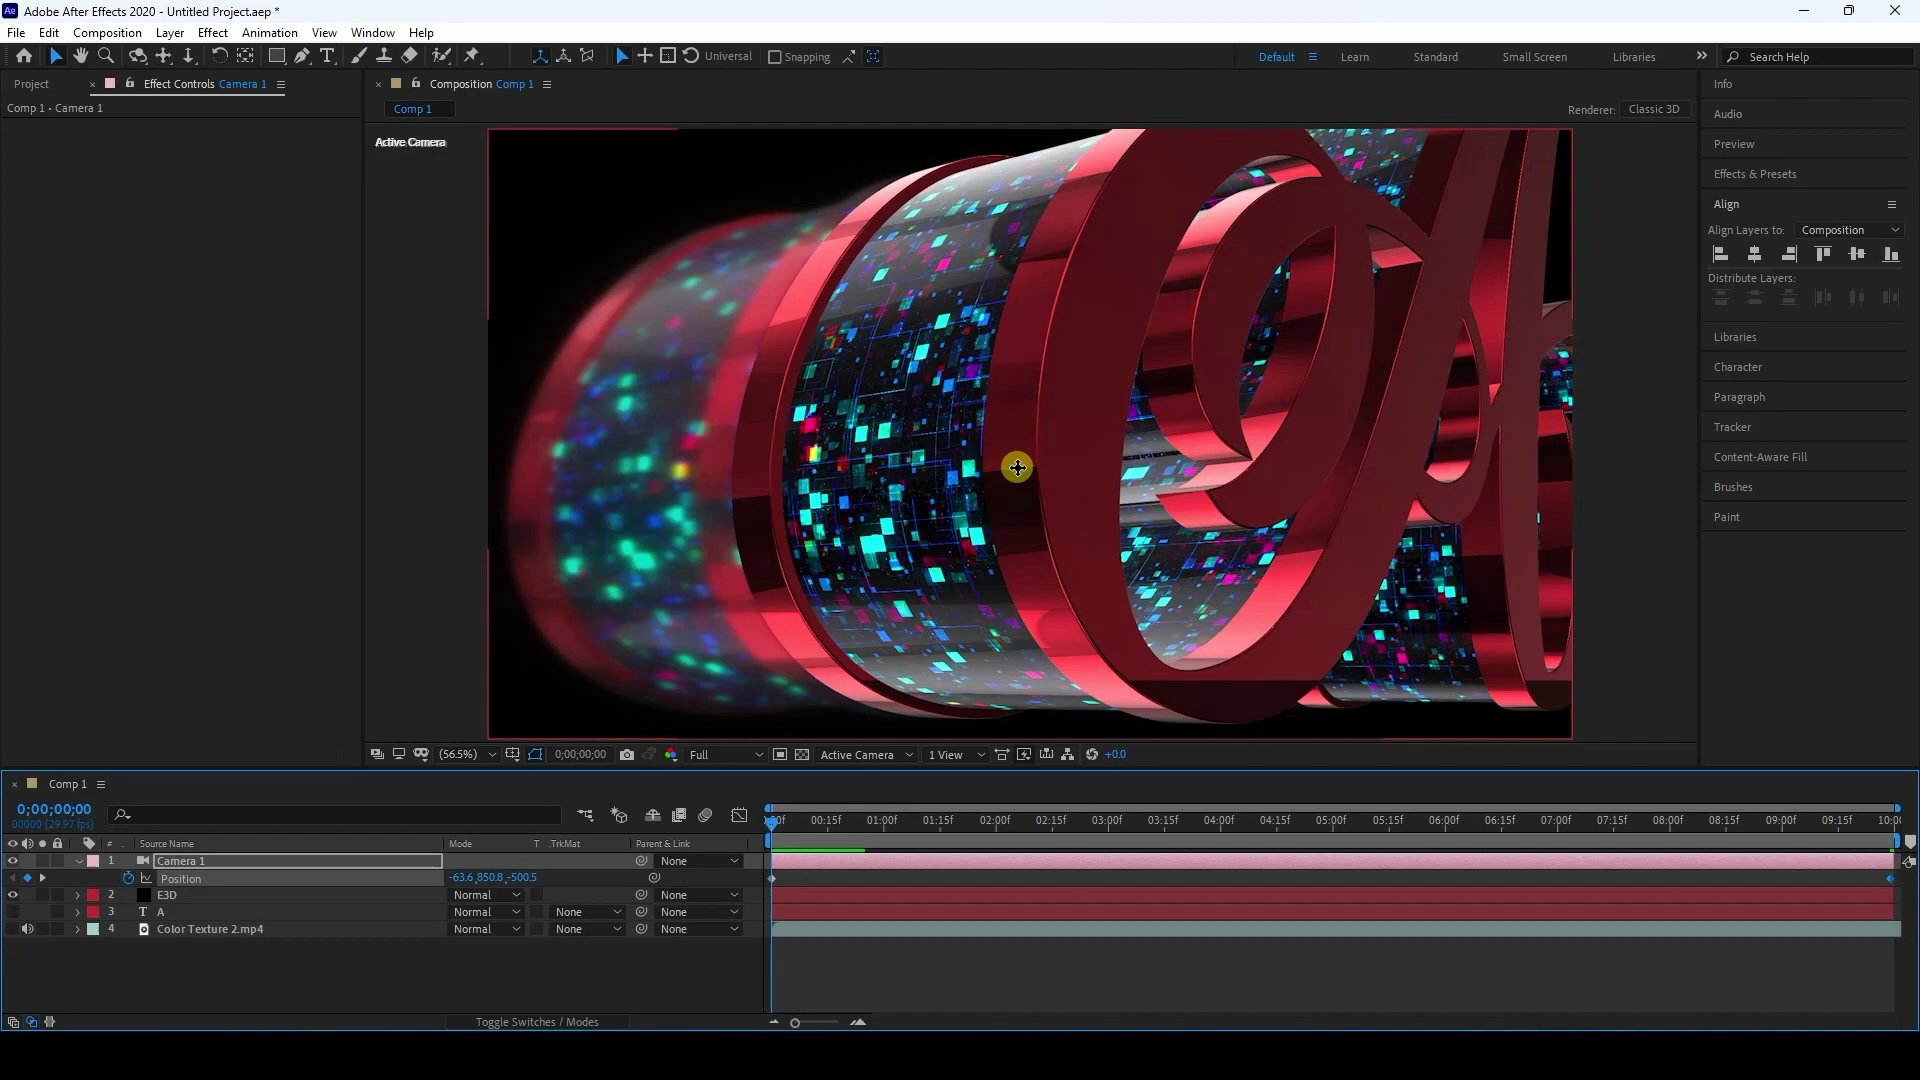 Adobe After Effects 2020 - Untitled Project.aep *
File Edit Composition Layer Effect Animation View Window Help
Universal Snapping Default Learn Standard Small Screen Libraries Search Help
Project Effect Controls Camera 1 Composition Comp 1 Info
Comp 1 • Camera 1 Comp 1 Renderer: Classic 3D Audio
Active Camera Preview
Effects & Presets
Align
Align Layers to: Composition
Distribute Layers:
Libraries
Character
Paragraph
Tracker
Content-Aware Fill
Brushes
Paint
(56.5%) 0;00;00;00 Full Active Camera 1 View +0.0
Comp 1
0;00;00;00
00000 (29.97 fps)
00:15f 01:00f 01:15f 02:00f 02:15f 03:00f 03:15f 04:00f 04:15f 05:00f 05:15f 06:00f 06:15f 07:00f 07:15f 08:00f 08:15f 09:00f 09:15f
# Source Name Mode T .TrkMat Parent & Link
1 Camera 1 None
Position -63.6,850.8,-500.5
2 E3D Normal None
3 T A Normal None None
4 Color Texture 2.mp4 Normal None None
Toggle Switches / Modes